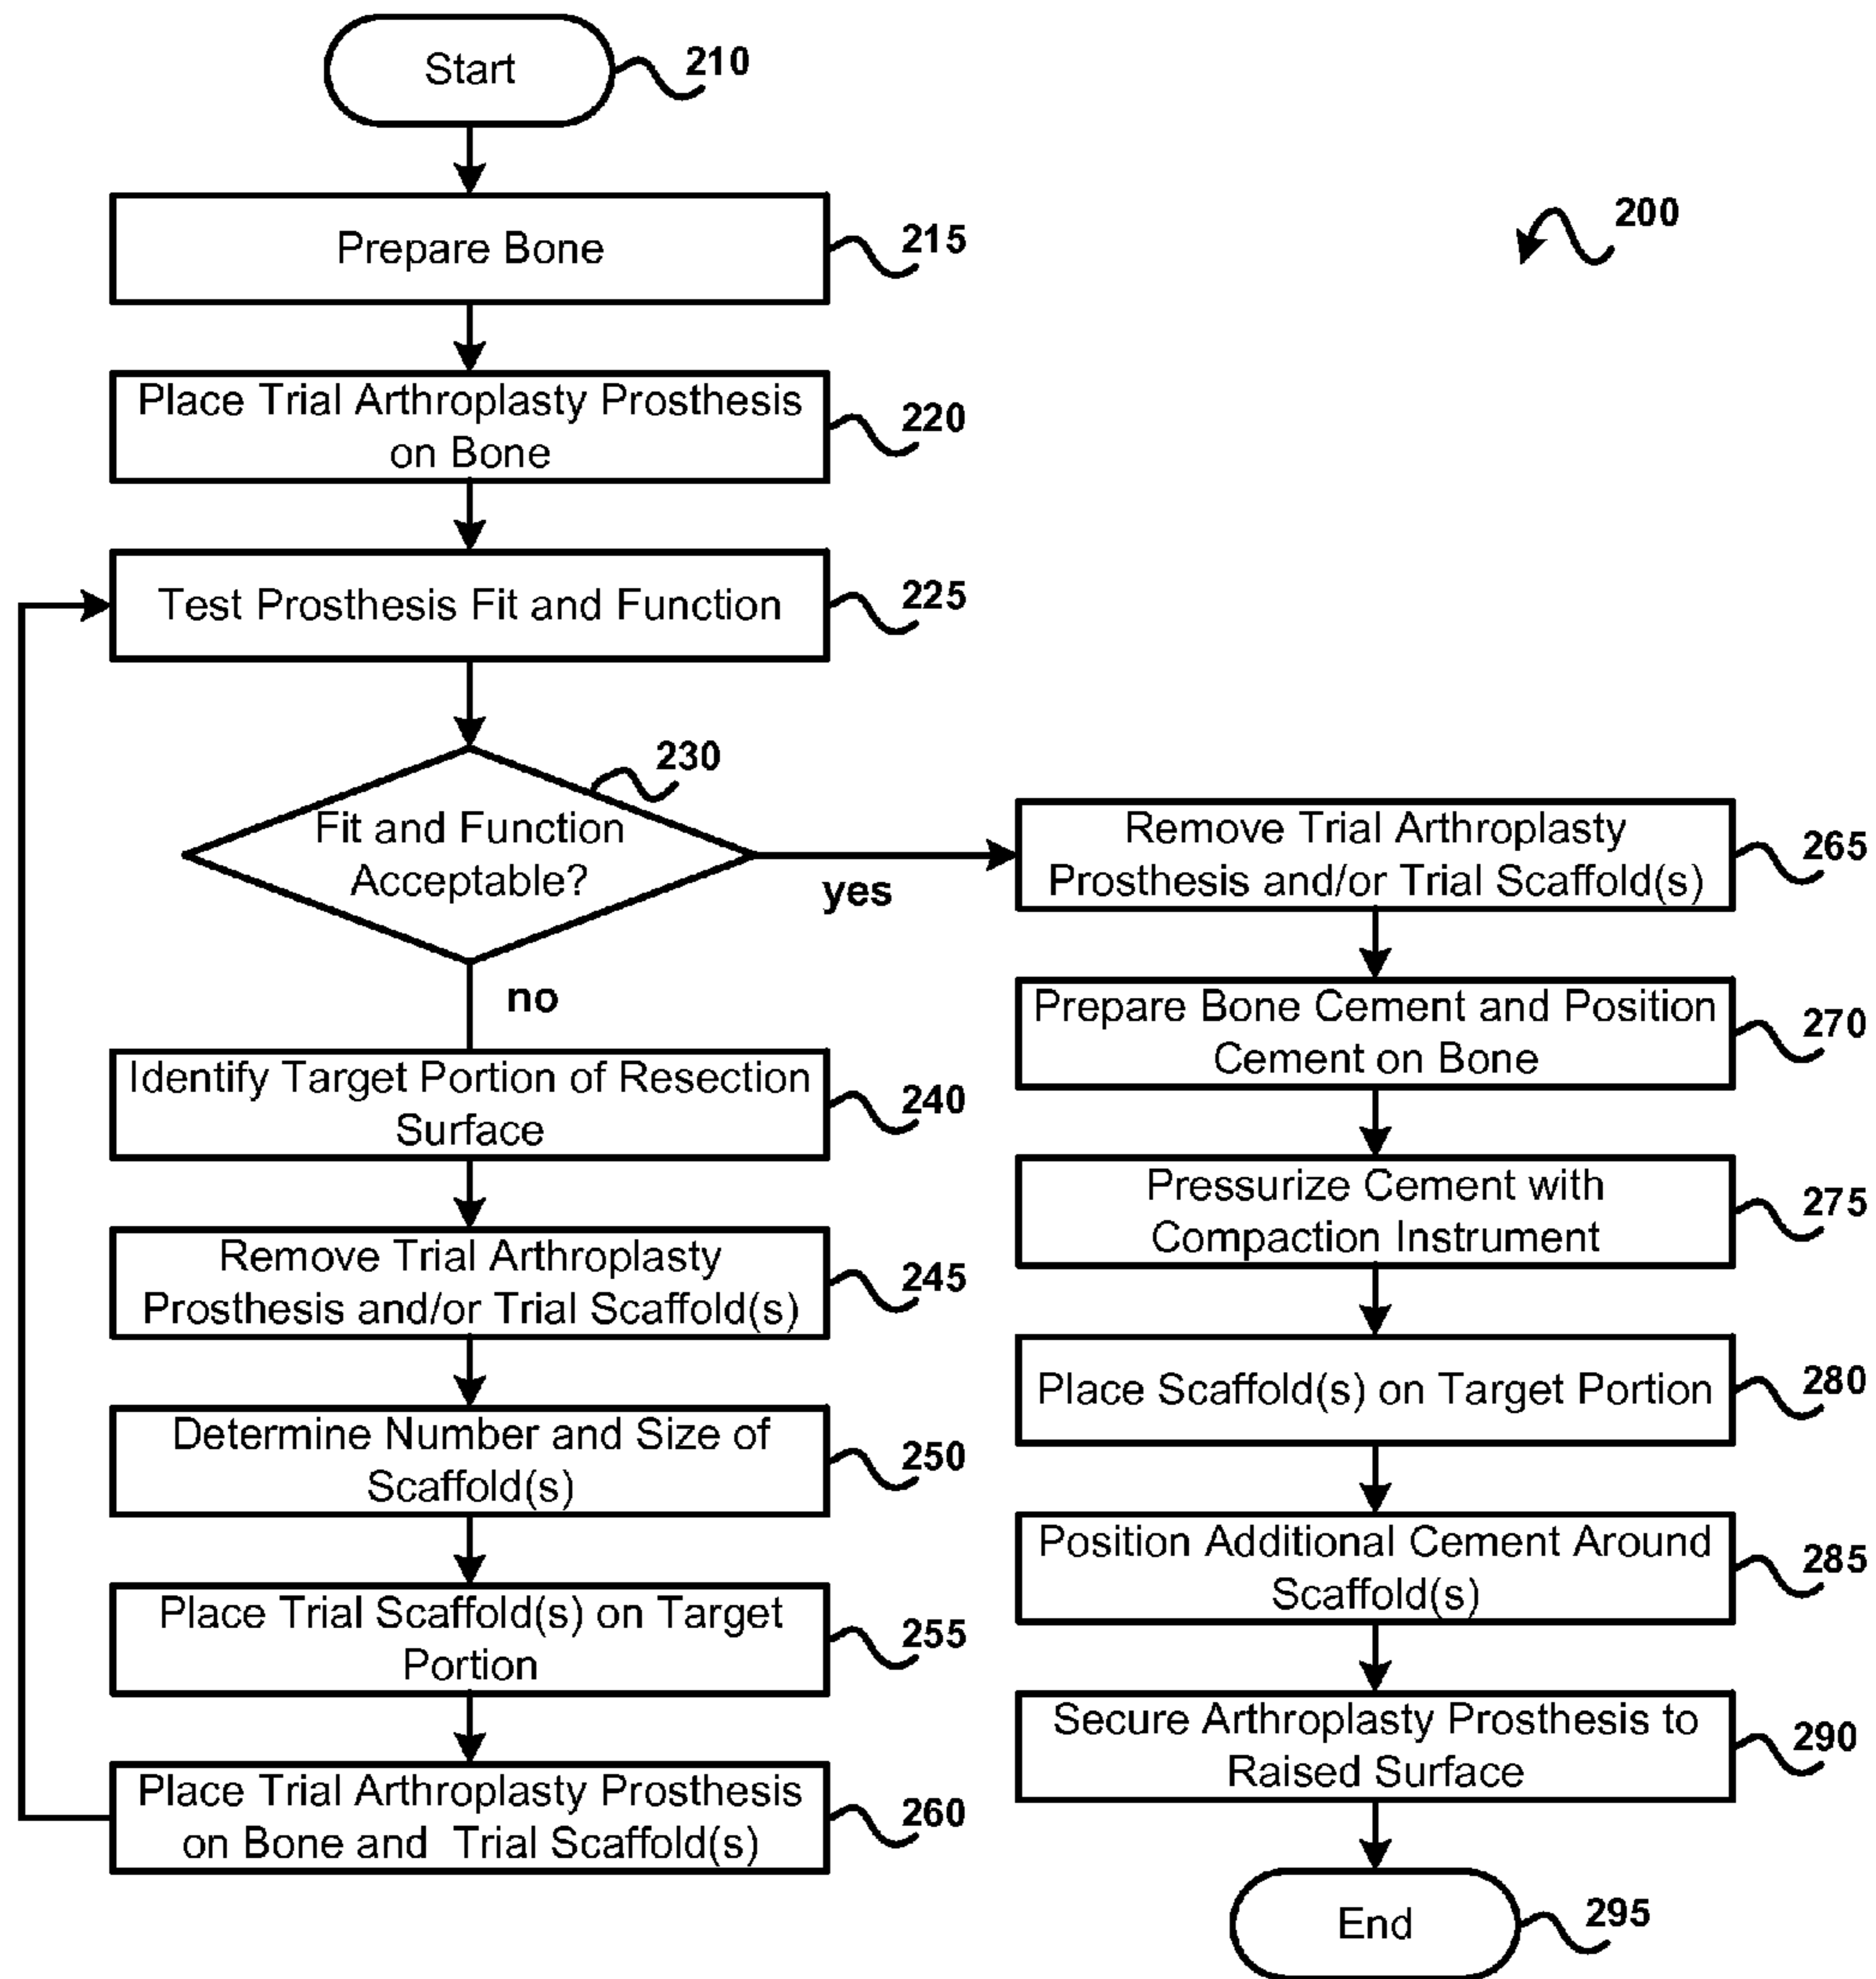 Start
210
200
Prepare Bone
215
Place Trial Arthroplasty Prosthesis
on Bone
220
Test Prosthesis Fit and Function
225
Fit and Function
Acceptable?
230
yes
no
Identify Target Portion of Resection
Surface
240
Remove Trial Arthroplasty
Prosthesis and/or Trial Scaffold(s)
245
Determine Number and Size of
Scaffold(s)
250
Place Trial Scaffold(s) on Target
Portion
255
Place Trial Arthroplasty Prosthesis
on Bone and Trial Scaffold(s)
260
Remove Trial Arthroplasty
Prosthesis and/or Trial Scaffold(s)
265
Prepare Bone Cement and Position
Cement on Bone
270
Pressurize Cement with
Compaction Instrument
275
Place Scaffold(s) on Target Portion
280
Position Additional Cement Around
Scaffold(s)
285
Secure Arthroplasty Prosthesis to
Raised Surface
290
End
295